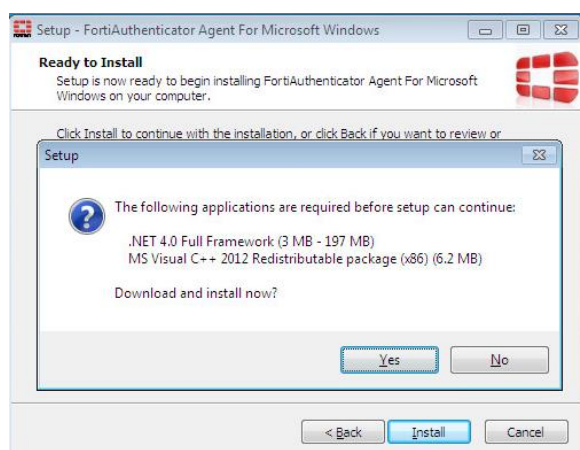 Setup - FortiAuthenticator Agent For Microsoft Windows
Ready to Install
Setup is now ready to begin installing FortiAuthenticator Agent For Microsoft
Windows on your computer.
Click Install to continue with the installation, or click Back if you want to review or
Setup
The following applications are required before setup can continue:
.NET 4.0 Full Framework (3 MB - 197 MB)
MS Visual C++ 2012 Redistributable package (x86) (6.2 MB)
Download and install now?
Yes No
< Back Install Cancel